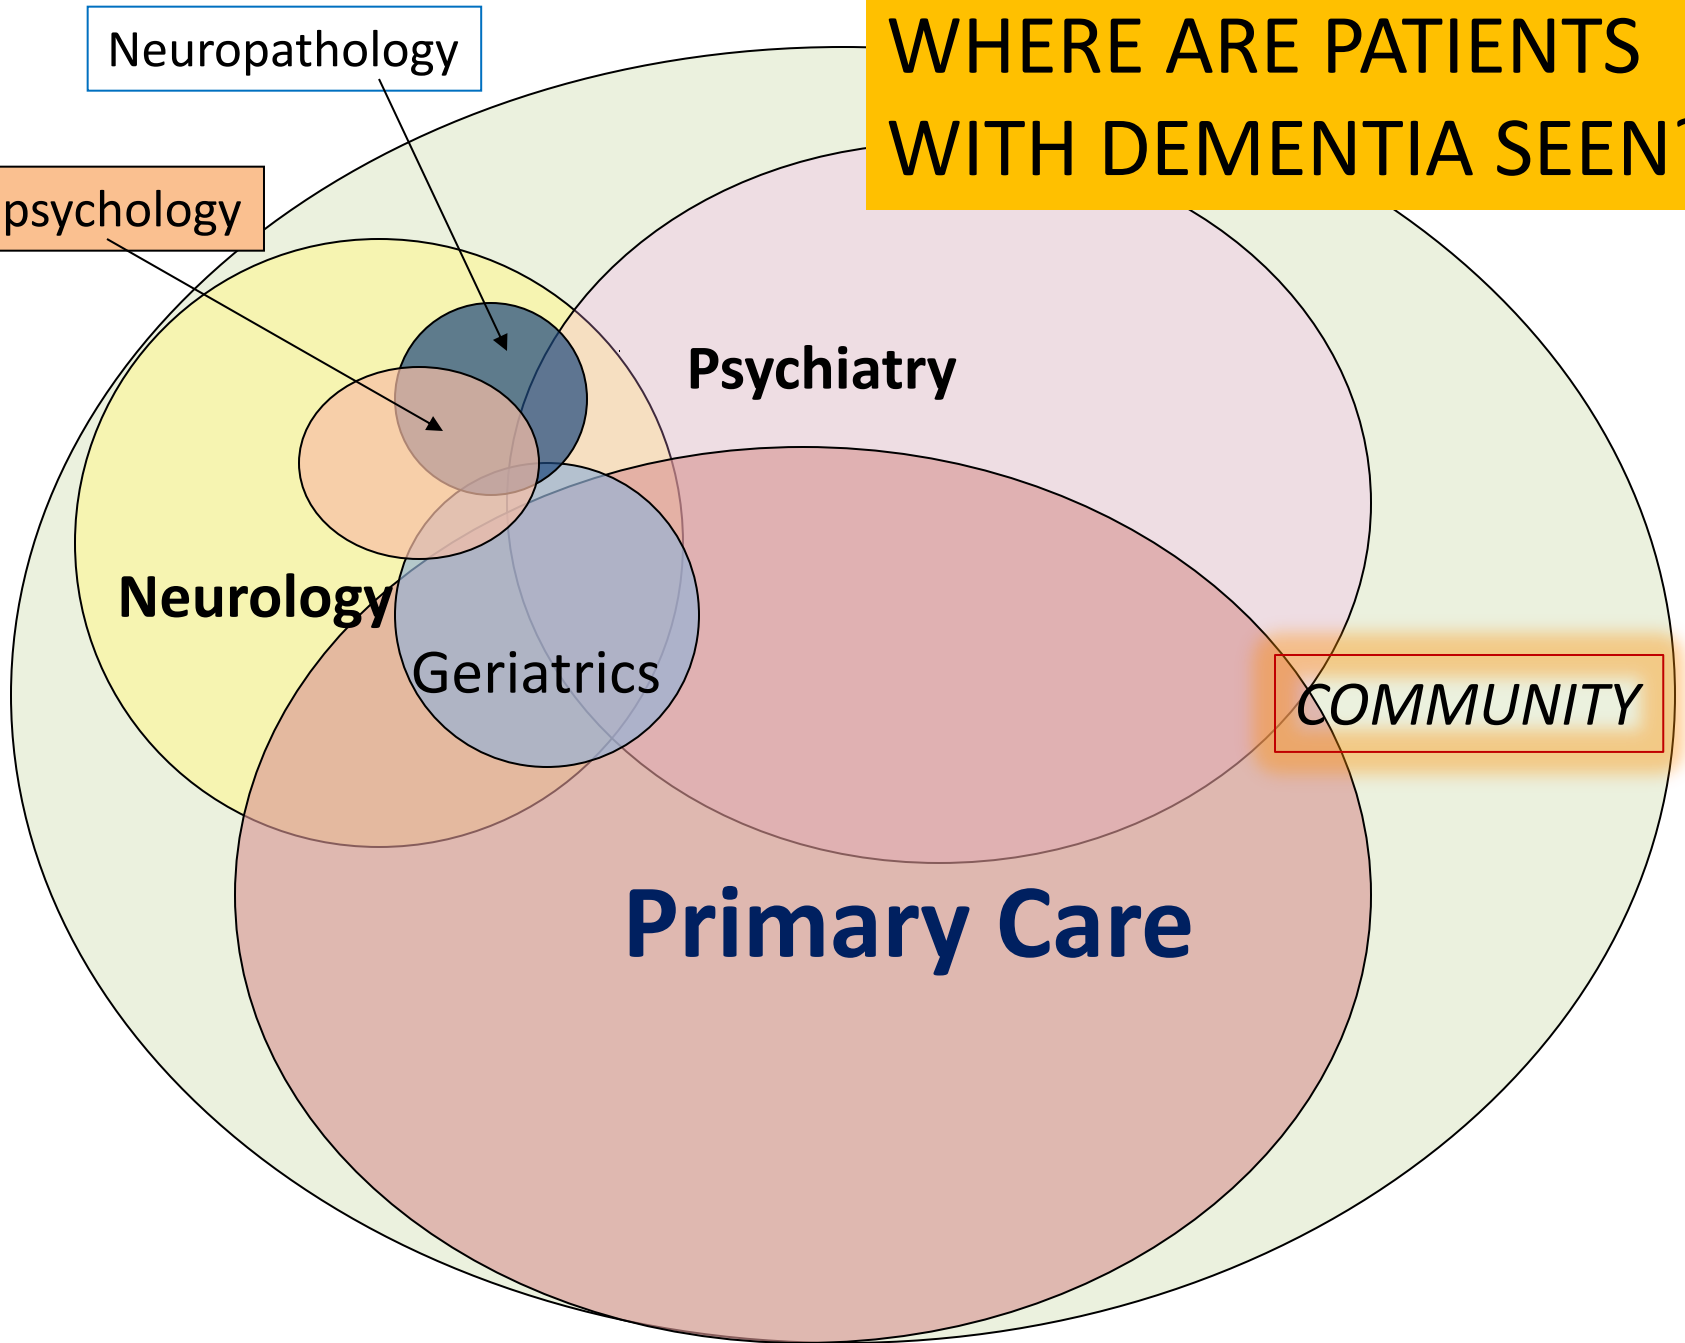 Neuropathology
WHERE ARE PATIENTS
WITH DEMENTIA SEEN?
psychology
Psychiatry
Neurology
Geriatrics
COMMUNITY
Primary Care